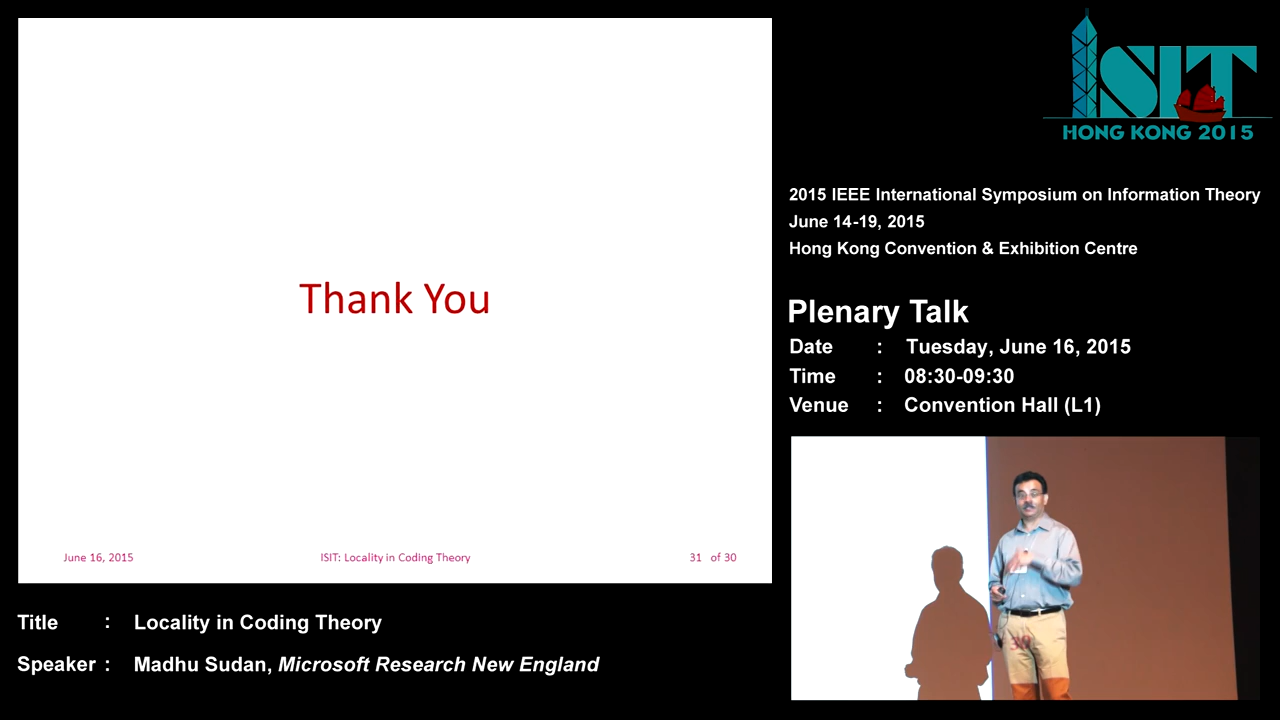 Thank You
June 16, 2015
ISIT: Locality in Coding Theory
31 of 30
ISIT
HONG KONG 2015
2015 IEEE International Symposium on Information Theory
June 14-19, 2015
Hong Kong Convention & Exhibition Centre
Plenary Talk
Date : Tuesday, June 16, 2015
Time : 08:30-09:30
Venue : Convention Hall (L1)
Title : Locality in Coding Theory
Speaker : Madhu Sudan, Microsoft Research New England